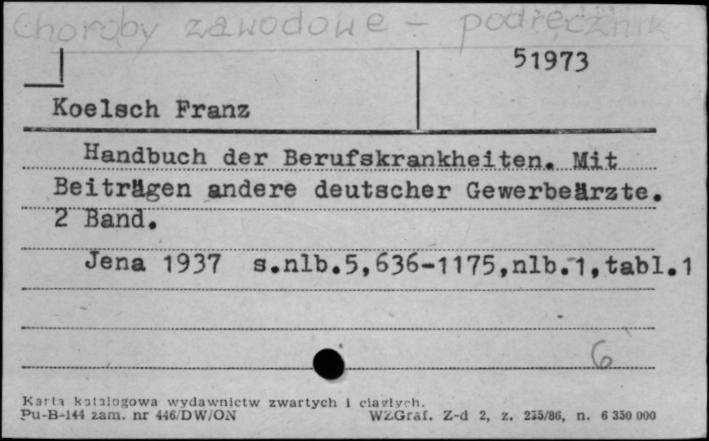 Choroby zawodowe - podręcznik
51973
Koelsch Franz
Handbuch der Berufskrankheiten. Mit
Beiträgen andere deutscher Gewerbeärzte.
2 Band.
Jena 1937 s.nlb.5,636-1175,nlb.1,tabl.1
6
Karta katalogowa wydawnictw zwartych i ciągłych.
Pu-B-144 zam. nr 446/DW/ON WZGraf. Z-d 2, z. 235/86, n. 6 350 000